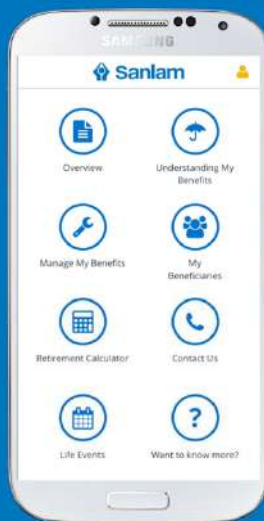 SAMSUNG
Sanlam
Overview
Understanding My
Benefits
Manage My Benefits
My
Beneficiaries
Retirement Calculator
Contact Us
Life Events
Want to know more?
?